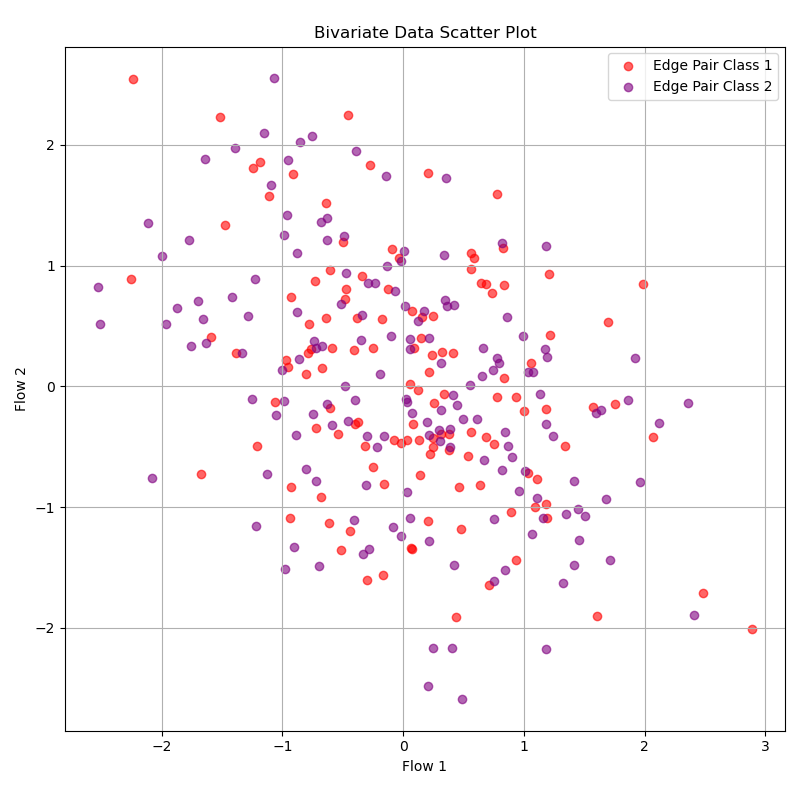 Bivariate Data Scatter Plot
Edge Pair Class 1
Edge Pair Class 2
2
1
0
−1
−2
Flow 2
−2
−1
0
1
2
3
Flow 1